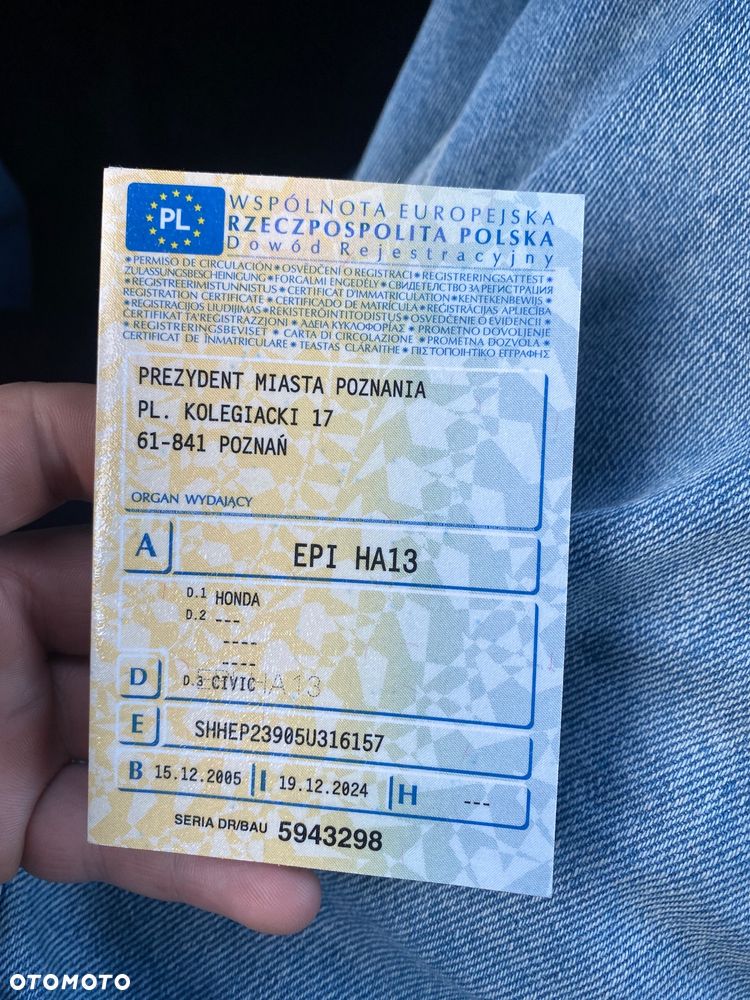 PL
WSPÓLNOTA EUROPEJSKA
RZECZPOSPOLITA POLSKA
Dowód Rejestracyjny
*PERMISO DE CIRCULACIÓN*OSVĚDČENÍ O REGISTRACI*REGISTRERINGSATTEST*
ZULASSUNGSBESCHEINIGUNG*FORGALMI ENGEDÉLY*СВИДЕТЕЛСТВО ЗА РЕГИСТРАЦИЯ
*REGISTREERIMISTUNNISTUS*CERTIFICAT D'IMMATRICULATION*KENTEKENBEWIJS*
REGISTRATION CERTIFICATE*CERTIFICADO DE MATRÍCULA*REĢISTRĀCIJAS APLIECĪBA
*REGISTRACIJOS LIUDIJIMAS*REKISTERÖINTITODISTUS*OSVEDČENIE O EVIDENCII*
ĊERTIFIKAT TA'REĠISTRAZZJONI*ΑΔΕΙΑ ΚΥΚΛΟΦΟΡΙΑΣ*PROMETNO DOVOLJENJE
*REGISTRERINGSBEVISET*CARTA DI CIRCOLAZIONE*PROMETNA DOZVOLA*
CERTIFICAT DE ÎNMATRICULARE*TEASTAS CLÁRAITHE*ΠΙΣΤΟΠΟΙΗΤΙΚΟ ΕΓΓΡΑΦΗΣ
PREZYDENT MIASTA POZNANIA
PL. KOLEGIACKI 17
61-841 POZNAŃ
ORGAN WYDAJĄCY
A EPI HA13
D.1 HONDA
D.2 ---
----
----
D D.3 CIVIC HA13
E SHHEP23905U316157
B 15.12.2005 I 19.12.2024 H ---
SERIA DR/BAU 5943298
OTOMOTO